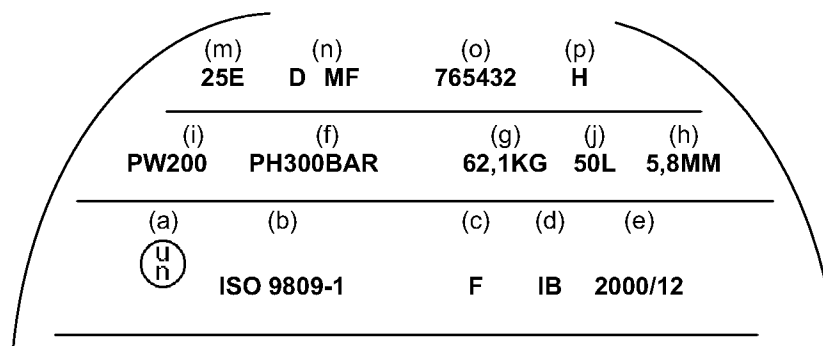 (m) (n) (o) (p)
25E D MF 765432 H
(i) (f) (g) (j) (h)
PW200 PH300BAR 62,1KG 50L 5,8MM
(a) (b) (c) (d) (e)
u
n
ISO 9809-1 F IB 2000/12